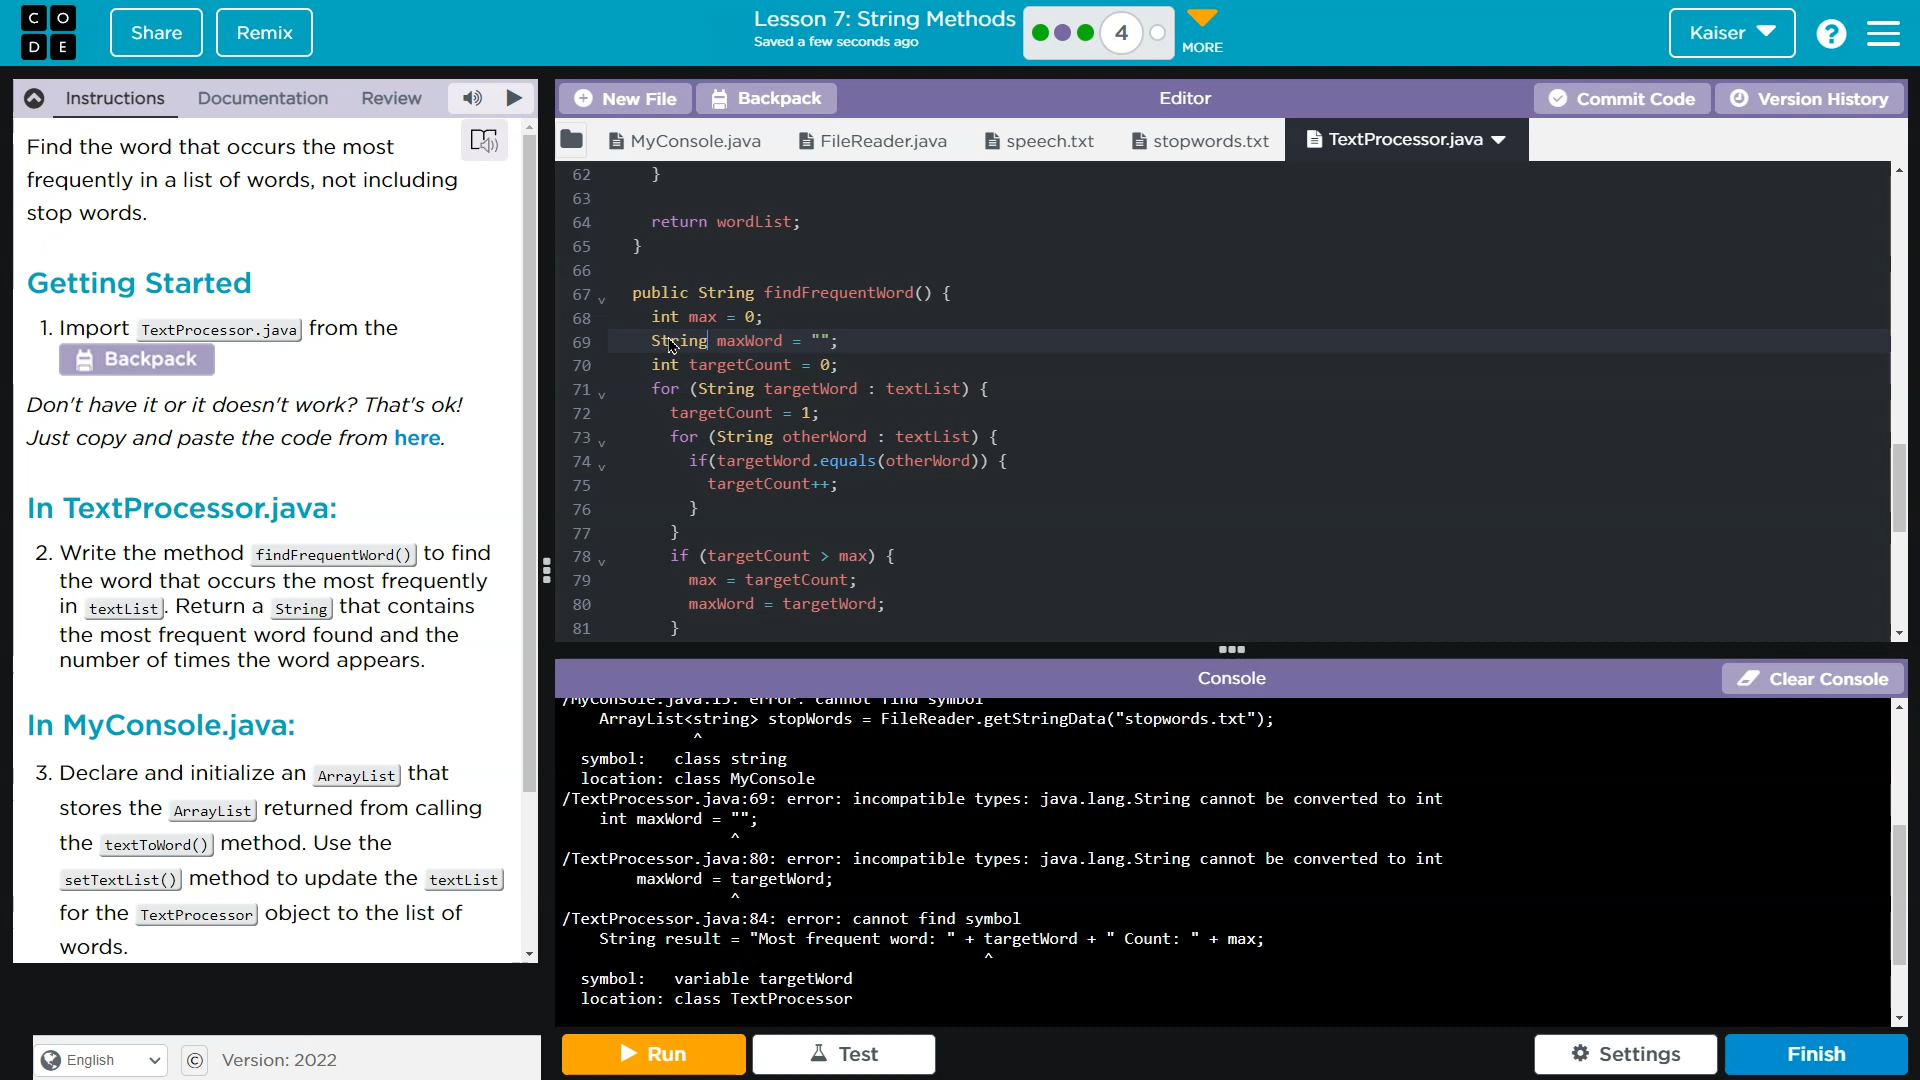 CODE
Share
Remix
Lesson 7: String Methods
Saved a few seconds ago
4
MORE
Kaiser
?
Instructions
Documentation
Review
Find the word that occurs the most
frequently in a list of words, not including
stop words.
Getting Started
1. Import TextProcessor.java from the
Backpack
Don't have it or it doesn't work? That's ok!
Just copy and paste the code from here.
In TextProcessor.java:
2. Write the method findFrequentWord() to find
the word that occurs the most frequently
in textList. Return a String that contains
the most frequent word found and the
number of times the word appears.
In MyConsole.java:
3. Declare and initialize an ArrayList that
stores the ArrayList returned from calling
the textToWord() method. Use the
setTextList() method to update the textList
for the TextProcessor object to the list of
words.
English
©
Version: 2022
New File
Backpack
Editor
Commit Code
Version History
MyConsole.java
FileReader.java
speech.txt
stopwords.txt
TextProcessor.java
62 }
63
64 return wordList;
65 }
66
67 public String findFrequentWord() {
68 int max = 0;
69 String maxWord = "";
70 int targetCount = 0;
71 for (String targetWord : textList) {
72 targetCount = 1;
73 for (String otherWord : textList) {
74 if(targetWord.equals(otherWord)) {
75 targetCount++;
76 }
77 }
78 if (targetCount > max) {
79 max = targetCount;
80 maxWord = targetWord;
81 }
Console
Clear Console
/MyConsole.java:15: error: cannot find symbol
ArrayList<string> stopWords = FileReader.getStringData("stopwords.txt");
^
symbol: class string
location: class MyConsole
/TextProcessor.java:69: error: incompatible types: java.lang.String cannot be converted to int
int maxWord = "";
^
/TextProcessor.java:80: error: incompatible types: java.lang.String cannot be converted to int
maxWord = targetWord;
^
/TextProcessor.java:84: error: cannot find symbol
String result = "Most frequent word: " + targetWord + " Count: " + max;
^
symbol: variable targetWord
location: class TextProcessor
Run
Test
Settings
Finish